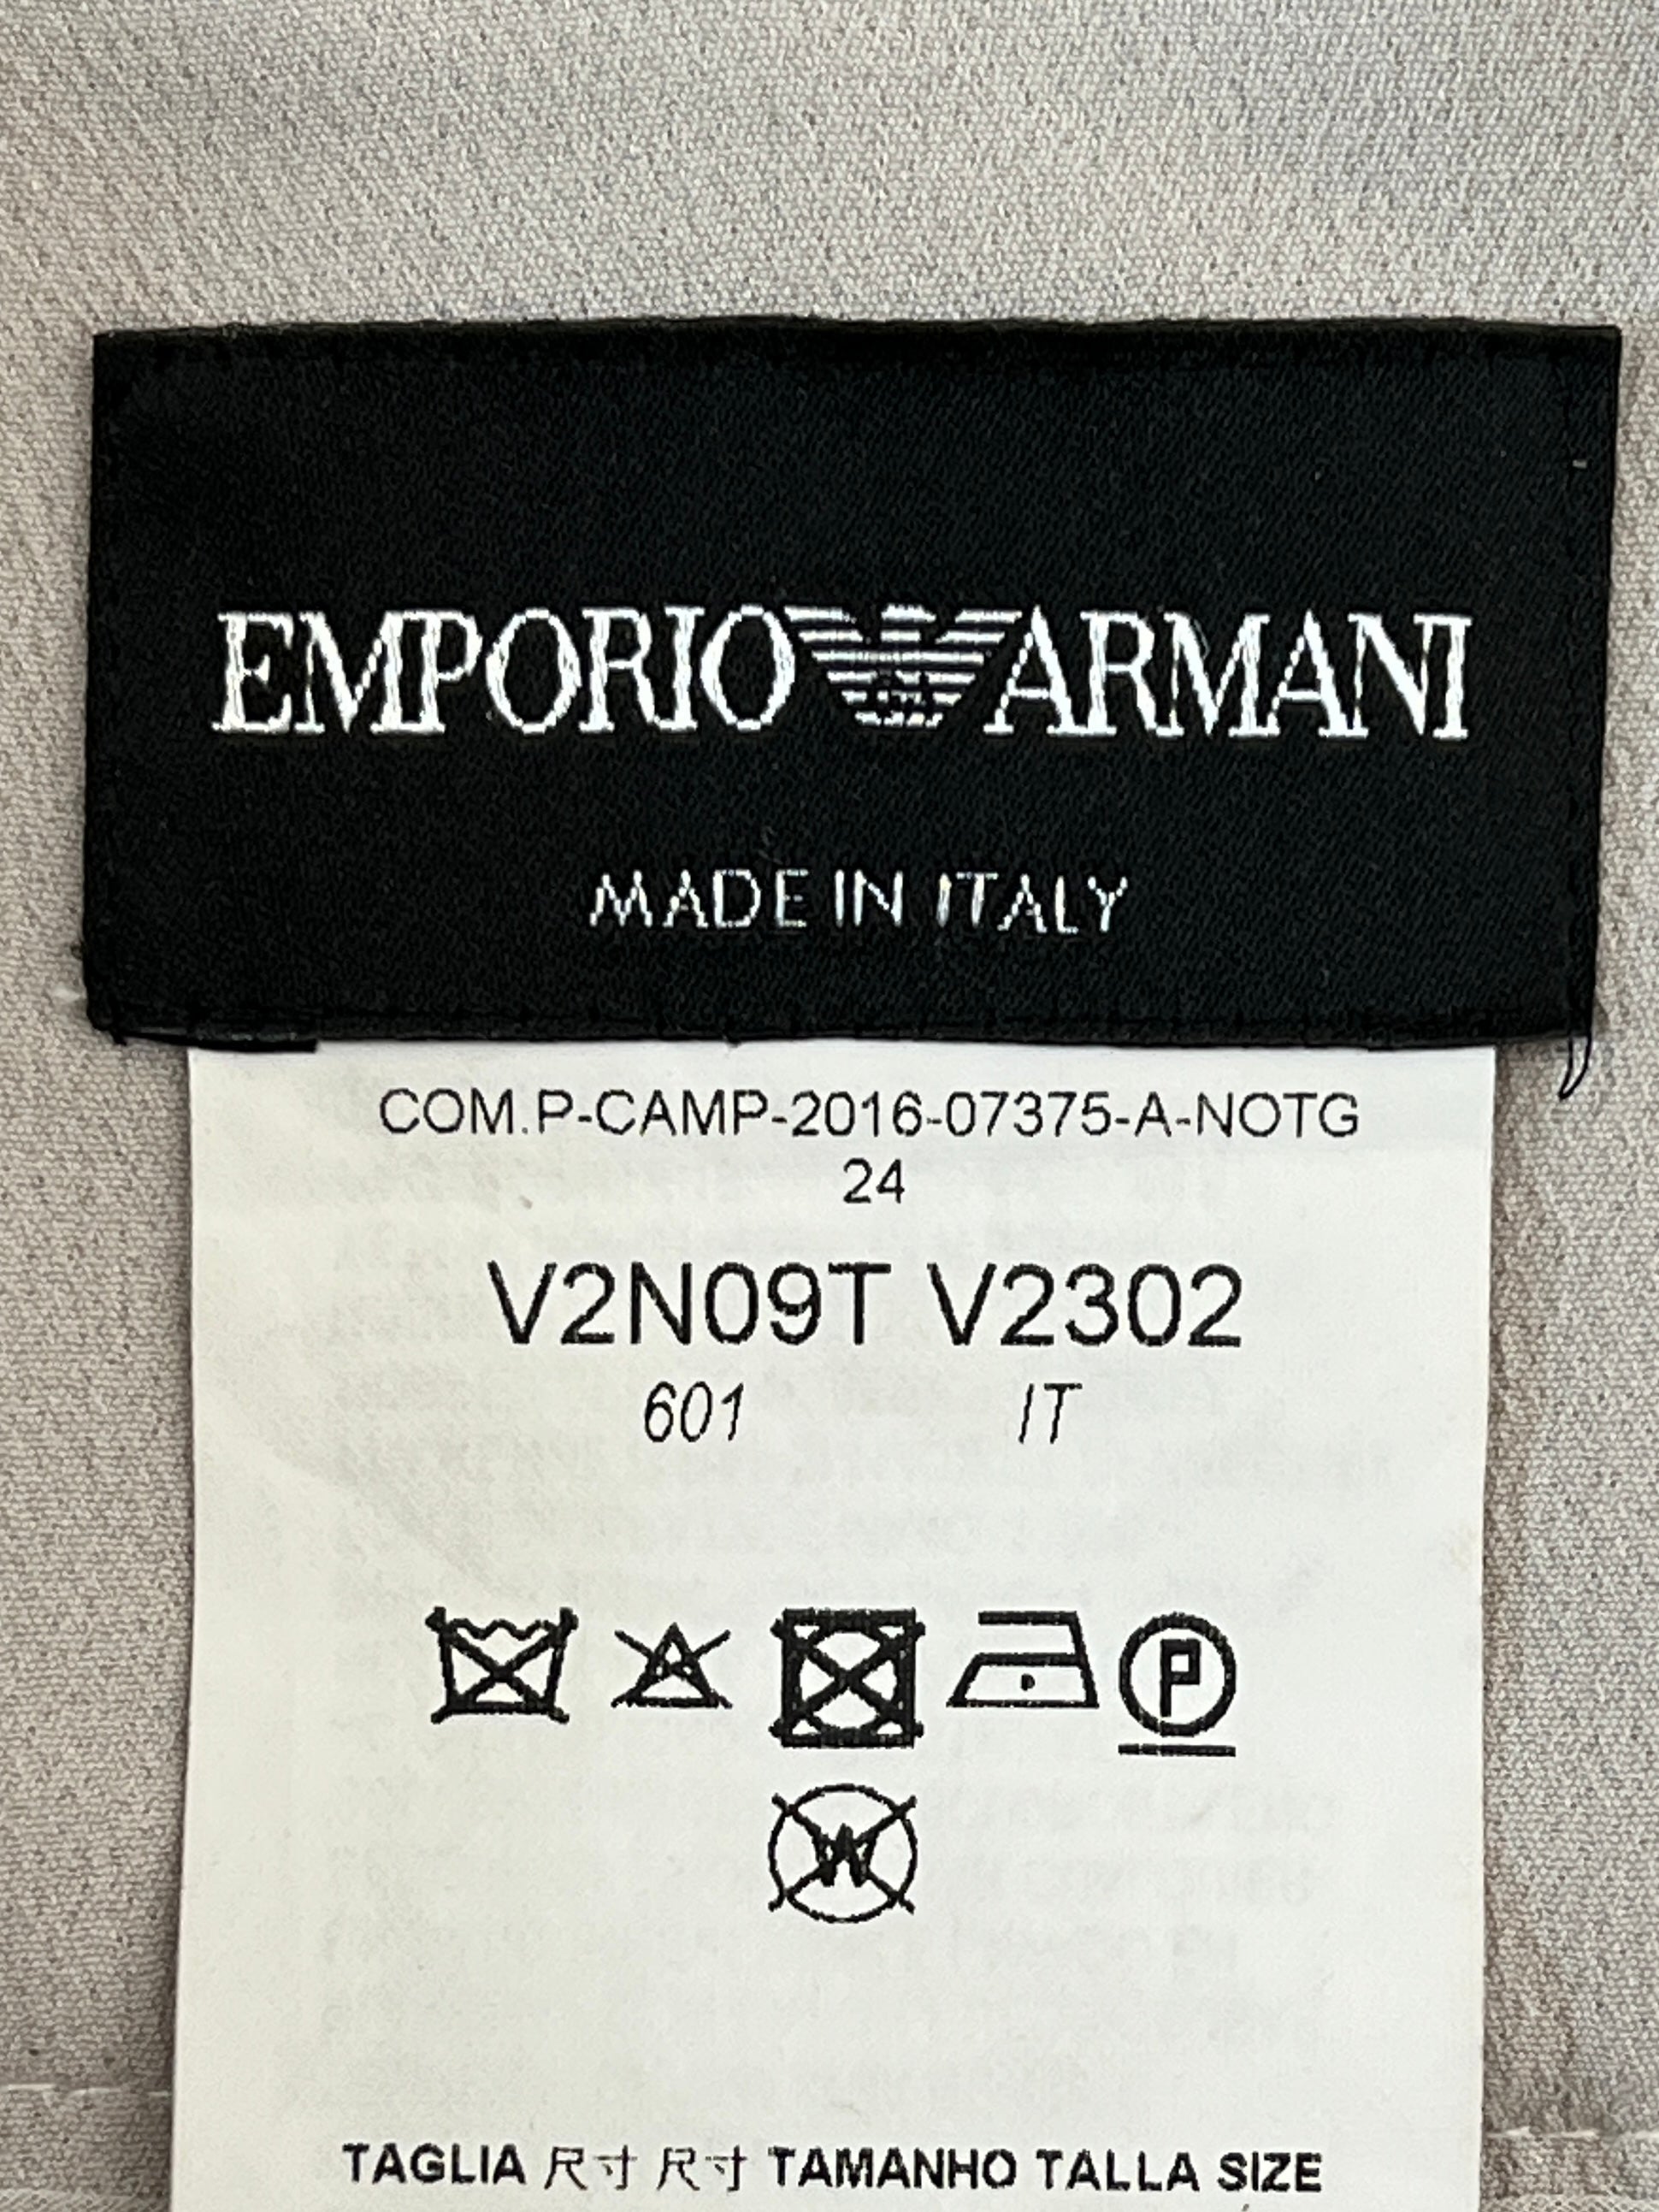 EMPORIO ARMANI
MADE IN ITALY
COM.P-CAMP-2016-07375-A-NOTG
24
V2N09T V2302
601 IT
P
W
TAGLIA 尺寸 尺寸 TAMANHO TALLA SIZE